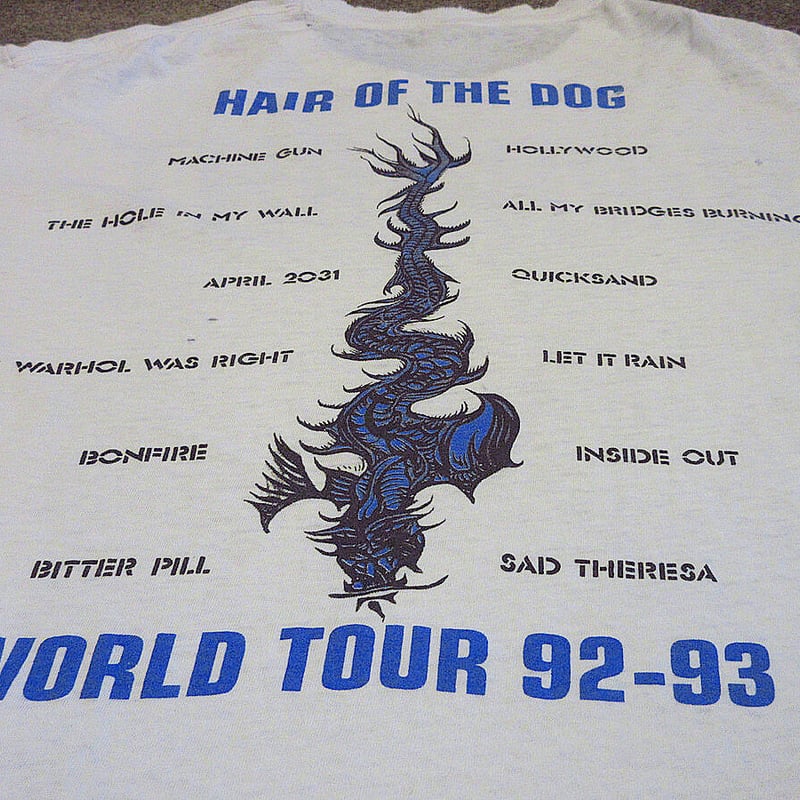 HAIR OF THE DOG
MACHINE GUN
HOLLYWOOD
THE HOLE IN MY WALL
ALL MY BRIDGES BURNING
APRIL 2031
QUICKSAND
WARHOL WAS RIGHT
LET IT RAIN
BONFIRE
INSIDE OUT
BITTER PILL
SAD THERESA
WORLD TOUR 92-93